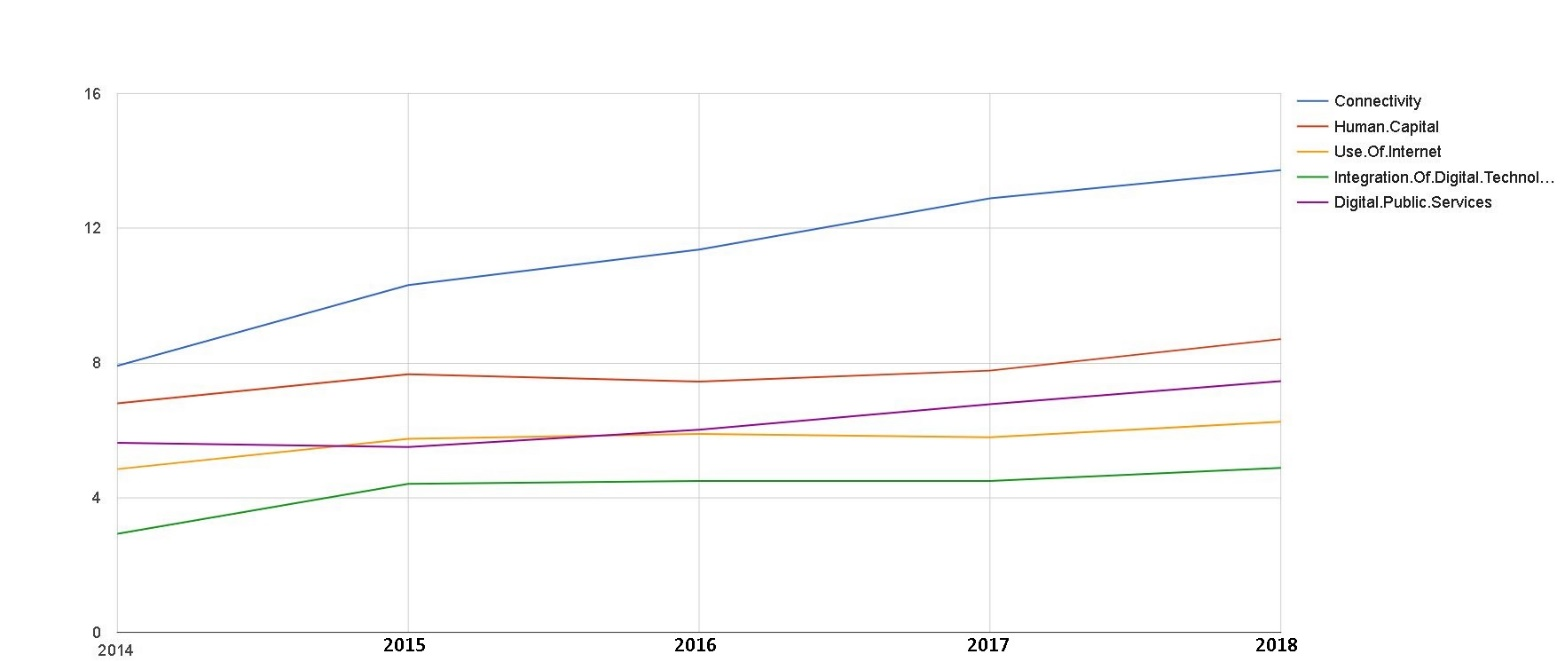 16
12
8
4
0
2014
2015
2016
2017
2018
Connectivity
Human.Capital
Use.Of.Internet
Integration.Of.Digital.Technol...
Digital.Public.Services